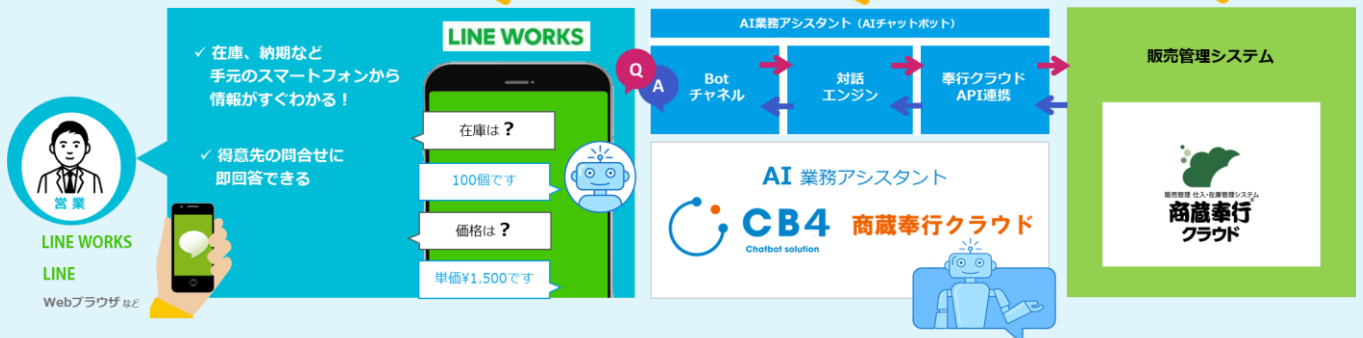 LINE WORKS
✓ 在庫、納期など
手元のスマートフォンから
情報がすぐわかる！
✓ 得意先の問合せに
即回答できる
在庫は？
100個です
価格は？
単価¥1.500です
営業
LINE WORKS
LINE
Webブラウザ など
Q
A
AI業務アシスタント（AIチャットボット）
Bot
チャネル
対話
エンジン
奉行クラウド
API連携
AI 業務アシスタント
CB4
Chatbot solution
商蔵奉行クラウド
販売管理システム
販売管理 仕入・在庫管理システム
商蔵奉行
クラウド